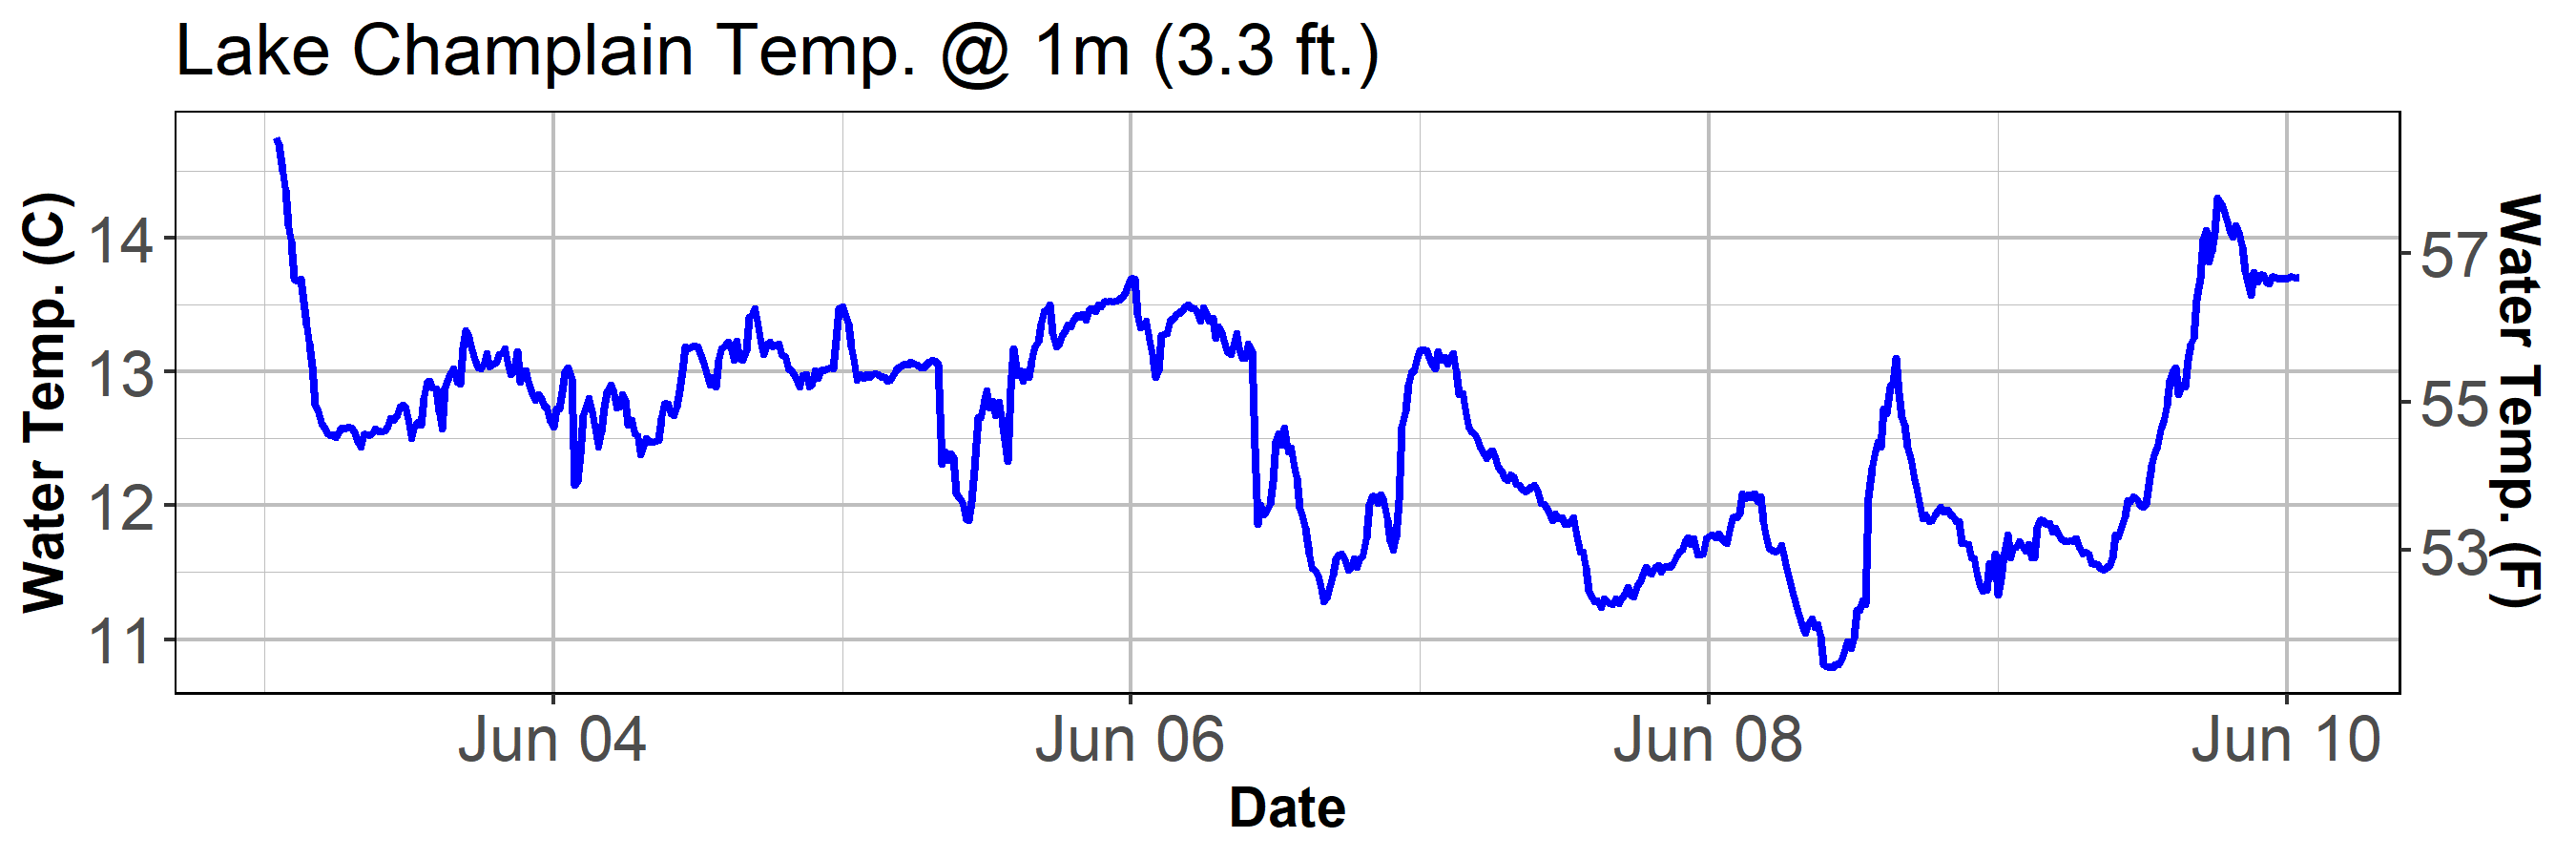 Lake Champlain Temp. @ 1m (3.3 ft.)
Water Temp. (C)
14
13
12
11
57
55
53
Water Temp. (F)
Jun 04 Jun 06 Jun 08 Jun 10
Date